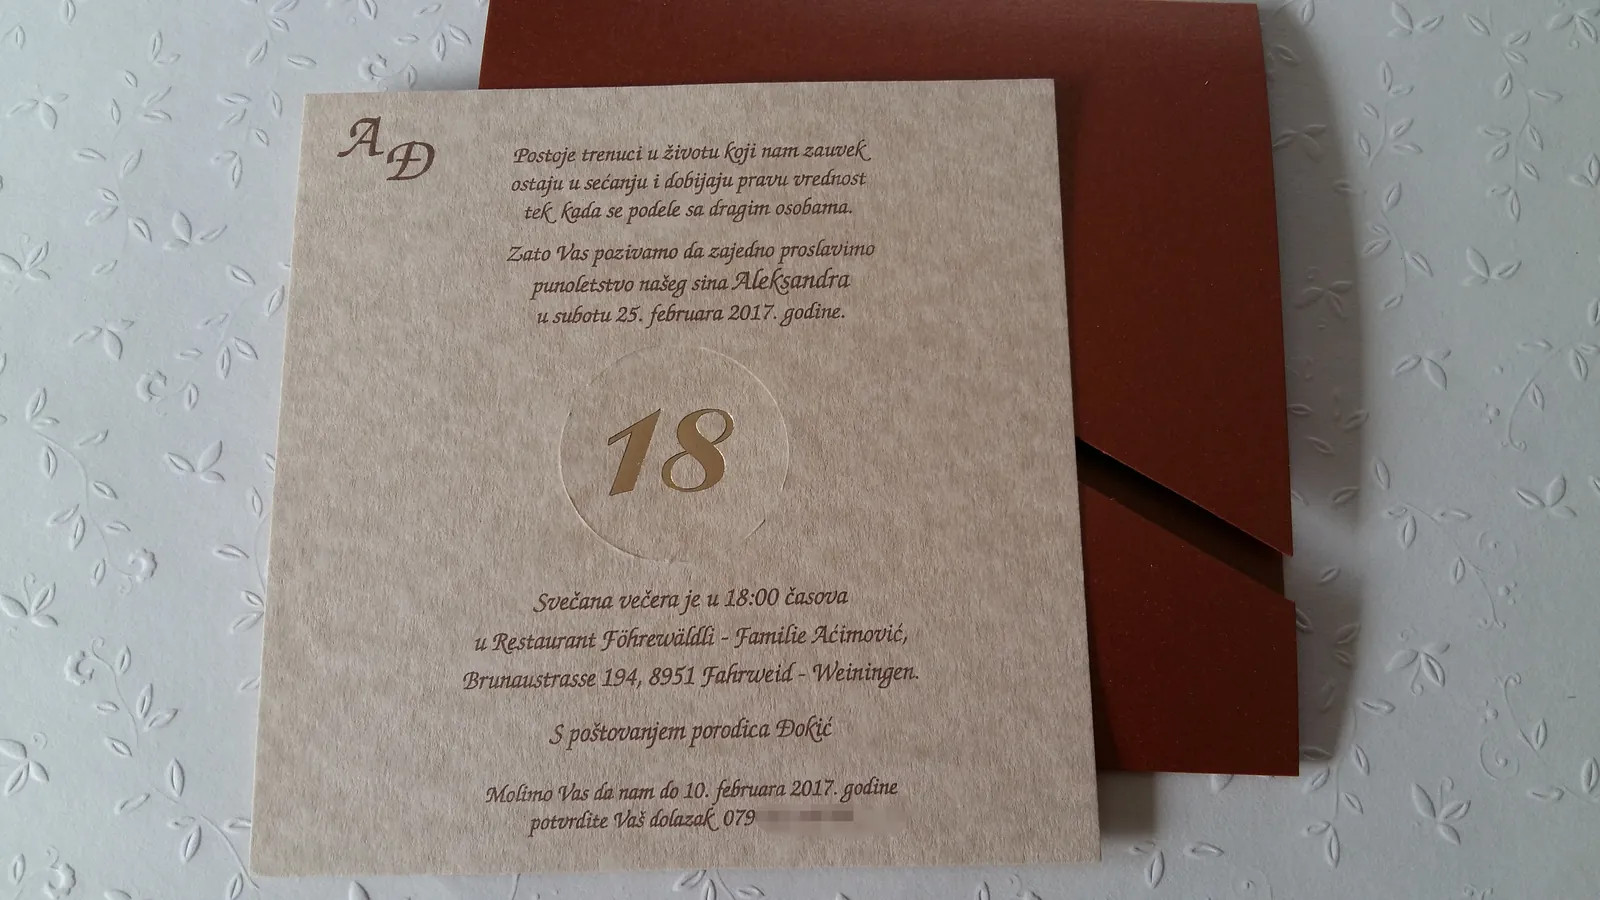 A Đ
Postoje trenuci u životu koji nam zauvek
ostaju u sećanju i dobijaju pravu vrednost
tek kada se podele sa dragim osobama.
Zato Vas pozivamo da zajedno proslavimo
punoletstvo našeg sina Aleksandra
u subotu 25. februara 2017. godine.
18
Svečana večera je u 18:00 časova
u Restaurant Föhrewäldli - Familie Aćimović,
Brunaustrasse 194, 8951 Fahrweid - Weiningen.
S poštovanjem porodica Đokić
Molimo Vas da nam do 10. februara 2017. godine
potvrdite Vaš dolazak 079